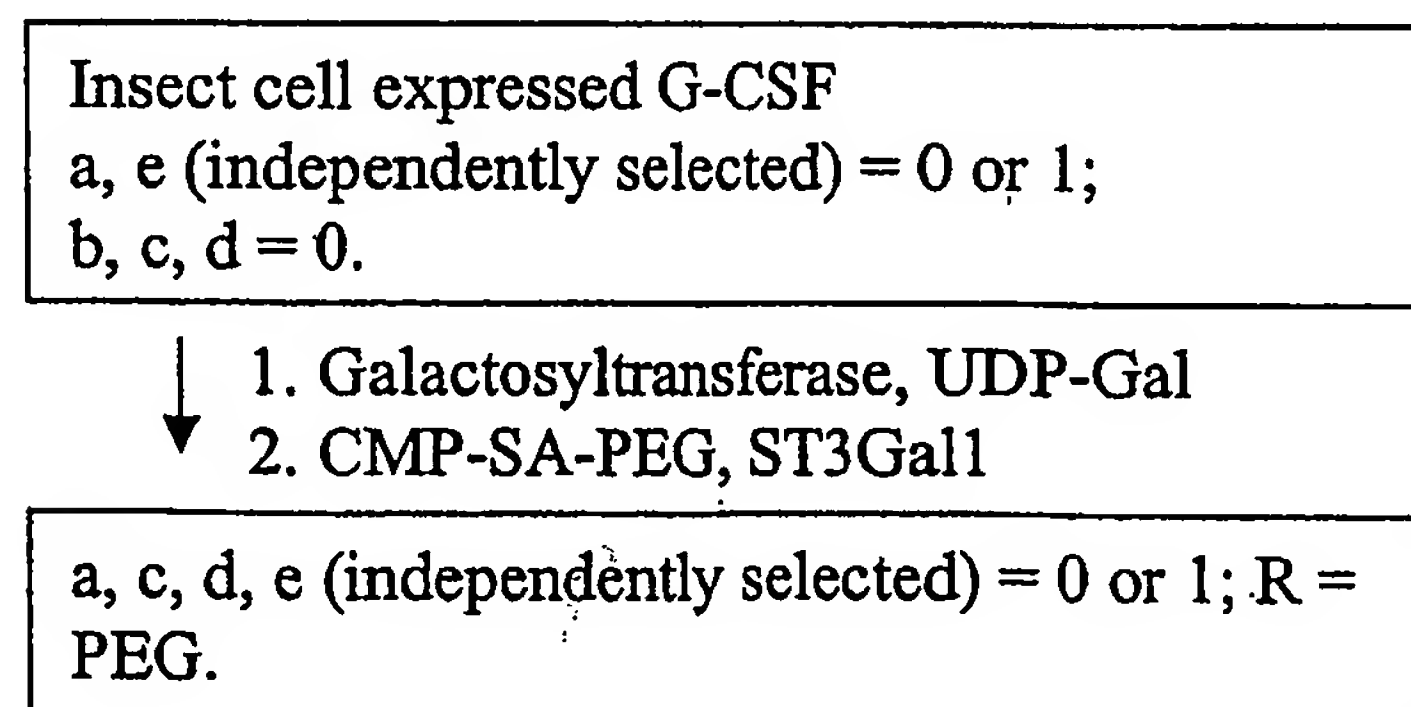 Insect cell expressed G-CSF
a, e (independently selected) = 0 or 1;
b, c, d = 0.
1. Galactosyltransferase, UDP-Gal
2. CMP-SA-PEG, ST3Gal1
a, c, d, e (independently selected) = 0 or 1; R =
PEG.